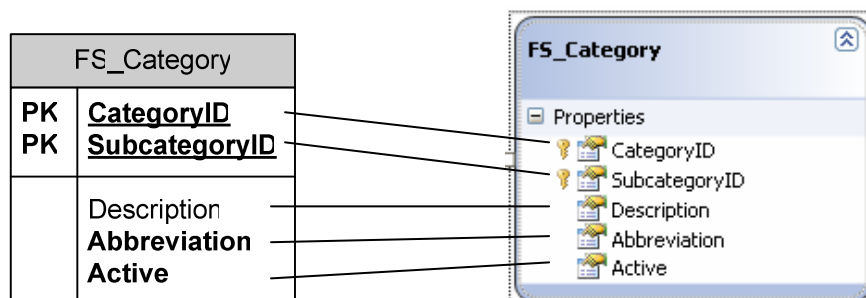 FS_Category
PK CategoryID
PK SubcategoryID
Description
Abbreviation
Active
FS_Category
Properties
CategoryID
SubcategoryID
Description
Abbreviation
Active